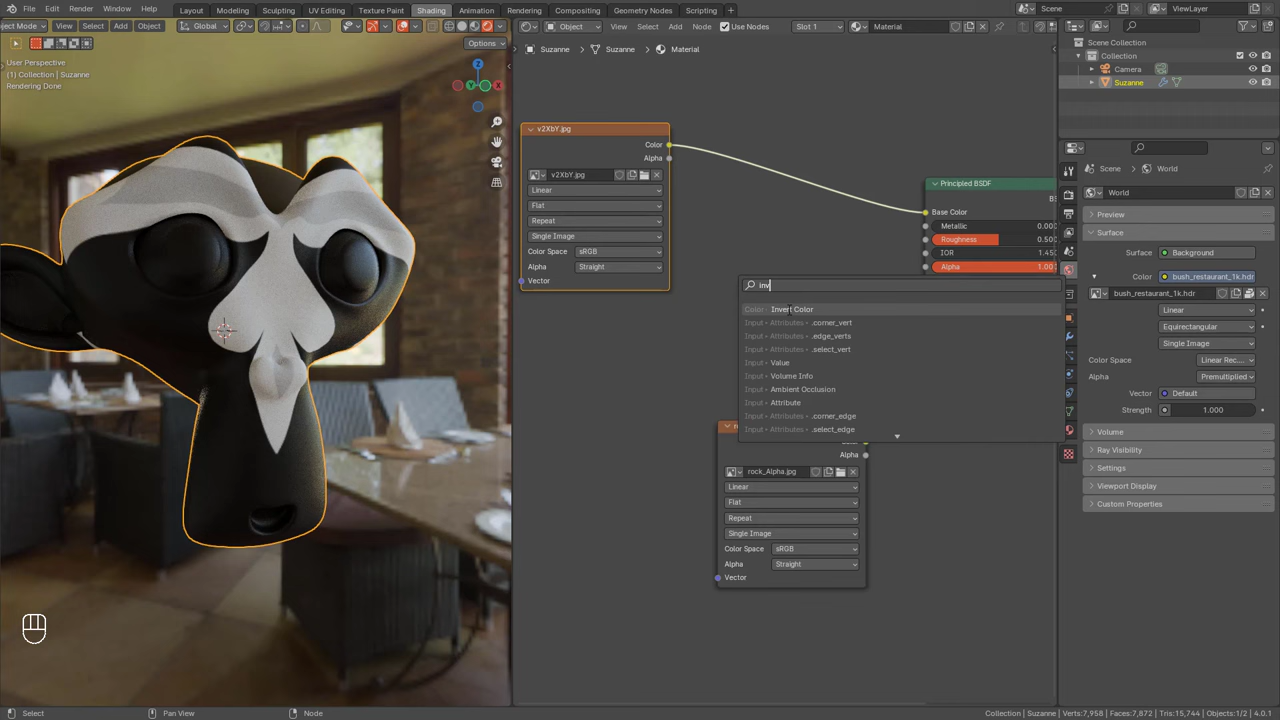 File Edit Render Window Help
Layout Modeling Sculpting UV Editing Texture Paint Shading Animation Rendering Compositing Geometry Nodes Scripting
Scene
ViewLayer
ect Mode View Select Add Object
Global
Object View Select Add Node Use Nodes
Slot 1
Material
Options
Suzanne Suzanne Material
User Perspective
(1) Collection | Suzanne
Rendering Done
Z
Y
X
v2XbY.jpg
Color
Alpha
v2XbY.jpg
Linear
Flat
Repeat
Single Image
Color Space sRGB
Alpha Straight
Vector
Principled BSDF
BS
Base Color
Metallic 0.000
Roughness 0.500
IOR 1.450
Alpha 1.00
inv
Color Invert Color
Input Attributes .corner_vert
Input Attributes .edge_verts
Input Attributes .select_vert
Input Value
Input Volume Info
Input Ambient Occlusion
Input Attribute
Input Attributes .corner_edge
Input Attributes .select_edge
Alpha
rock_Alpha.jpg
Linear
Flat
Repeat
Single Image
Color Space sRGB
Alpha Straight
Vector
Scene Collection
Collection
Camera
Suzanne
Scene World
World
Preview
Surface
Surface Background
Color bush_restaurant_1k.hdr
bush_restaurant_1k.hdr
Linear
Equirectangular
Single Image
Color Space Linear Rec...
Alpha Premultiplied
Vector Default
Strength 1.000
Volume
Ray Visibility
Settings
Viewport Display
Custom Properties
Select Pan View Node
Collection | Suzanne | Verts:7,958 | Faces:7,872 | Tris:15,744 | Objects:1/2 | 4.0.1